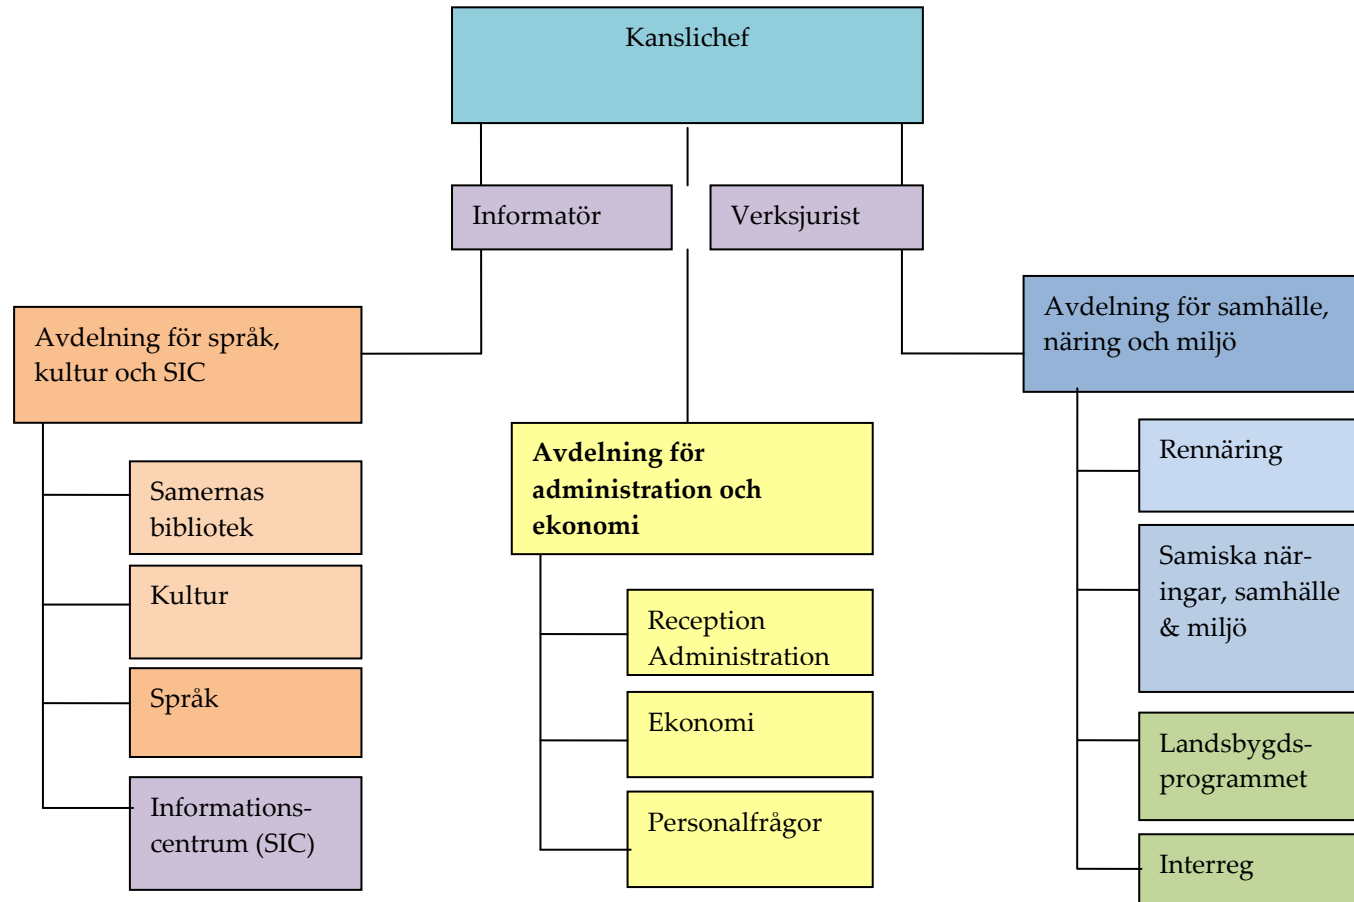 Kanslichef
Informatör
Verksjurist
Avdelning för språk,
kultur och SIC
Samernas
bibliotek
Kultur
Språk
Informations-
centrum (SIC)
Avdelning för
administration och
ekonomi
Reception
Administration
Ekonomi
Personalfrågor
Avdelning för samhälle,
näring och miljö
Rennäring
Samiska när-
ingar, samhälle
& miljö
Landsbygds-
programmet
Interreg